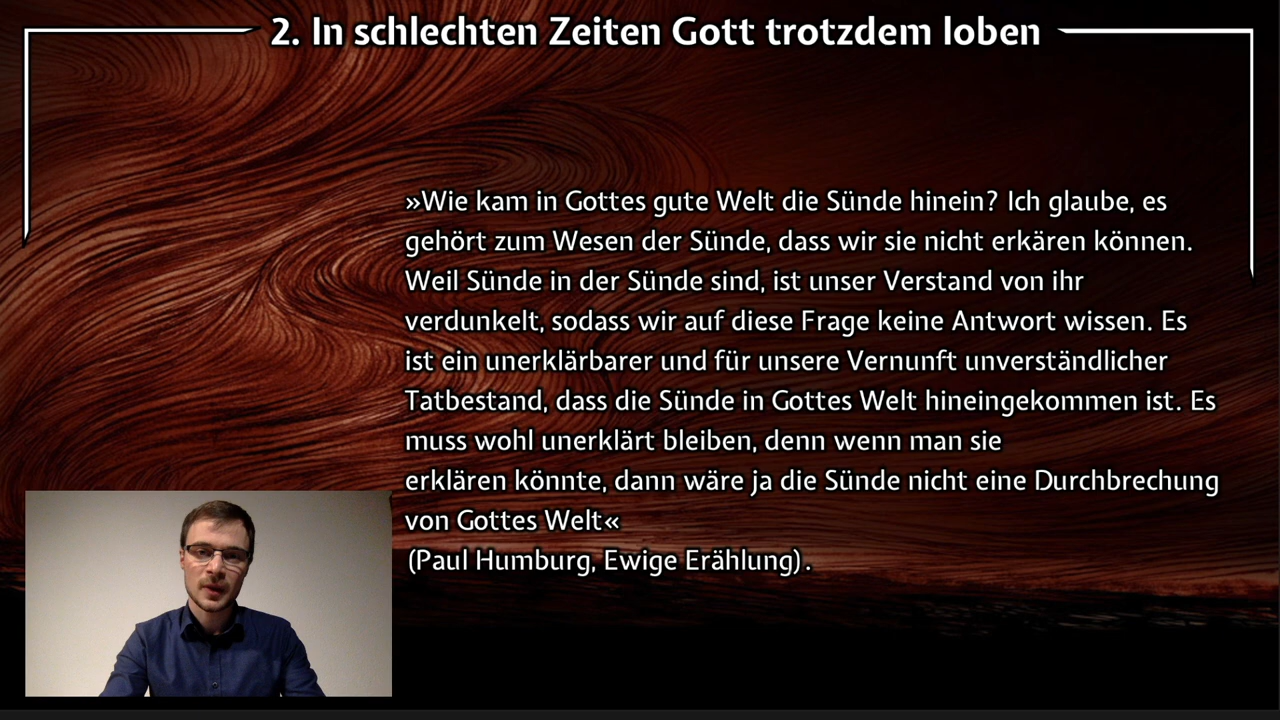 2. In schlechten Zeiten Gott trotzdem loben
»Wie kam in Gottes gute Welt die Sünde hinein? Ich glaube, es
gehört zum Wesen der Sünde, dass wir sie nicht erkären können.
Weil Sünde in der Sünde sind, ist unser Verstand von ihr
verdunkelt, sodass wir auf diese Frage keine Antwort wissen. Es
ist ein unerklärbarer und für unsere Vernunft unverständlicher
Tatbestand, dass die Sünde in Gottes Welt hineingekommen ist. Es
muss wohl unerklärt bleiben, denn wenn man sie
erklären könnte, dann wäre ja die Sünde nicht eine Durchbrechung
von Gottes Welt«
(Paul Humburg, Ewige Erählung).